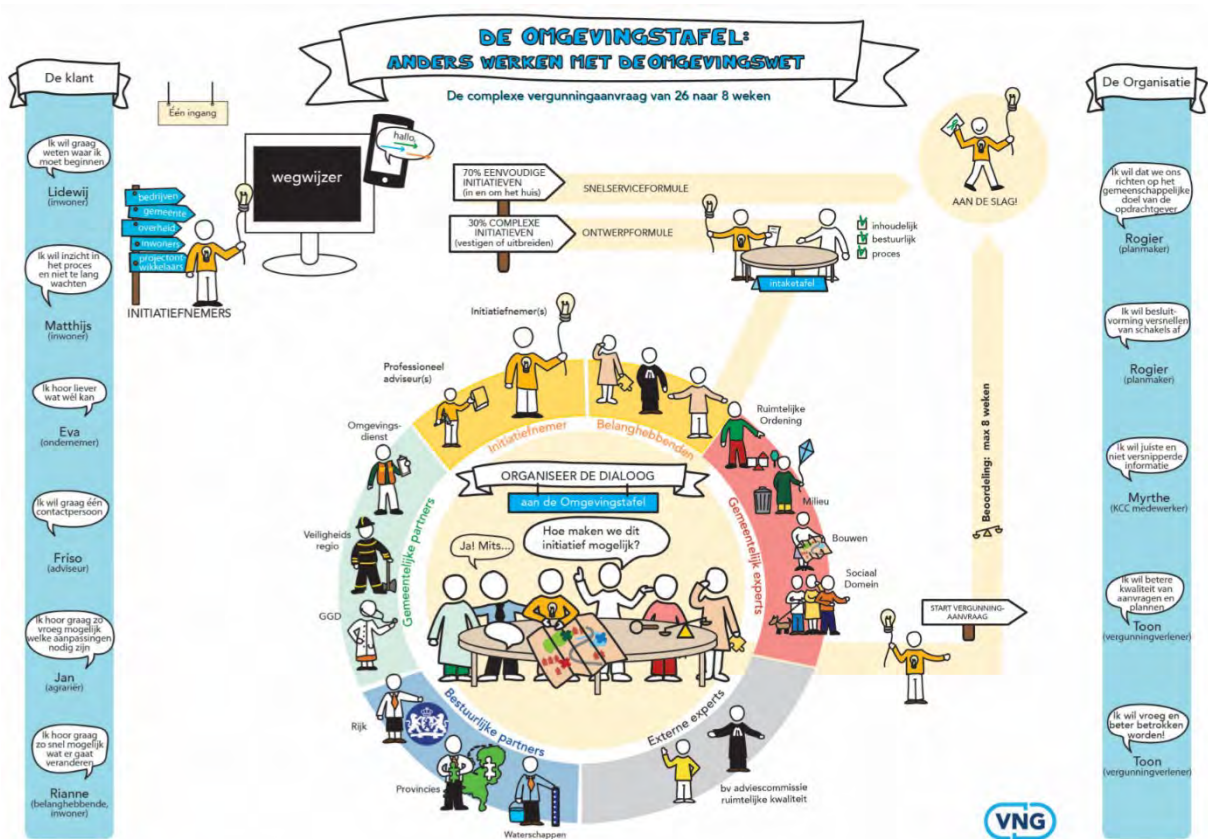 DE OMGEVINGSTAFEL:
ANDERS WERKEN MET DE OMGEVINGSWET
De complexe vergunningaanvraag van 26 naar 8 weken
De klant
Ik wil graag
weten waar ik
moet beginnen
Lidewij
(inwoner)
Ik wil inzicht in
het proces
en niet te lang
wachten
Matthijs
(inwoner)
Ik hoor liever
wat wél kan
Eva
(ondernemer)
Ik wil graag één
contactpersoon
Friso
(adviseur)
Ik hoor graag zo
vroeg mogelijk
welke aanpassingen
nodig zijn
Jan
(agrariër)
Ik hoor graag
zo snel mogelijk
wat er gaat
veranderen
Rianne
(belanghebbende,
inwoner)
Één ingang
bedrijven
gemeente
overheid
inwoners
projectont
wikkelaars
INITIATIEFNEMERS
wegwijzer
hallo,
70% EENVOUDIGE
INITIATIEVEN
(in en om het huis)
SNELSERVICEFORMULE
30% COMPLEXE
INITIATIEVEN
(vestigen of uitbreiden)
ONTWERPFORMULE
intaketafel
inhoudelijk
bestuurlijk
proces
AAN DE SLAG!
Initiatiefnemer(s)
Professioneel
adviseur(s)
Omgevings-
dienst
Veiligheids
regio
GGD
Rijk
Provincies
Waterschappen
Initiatiefnemer
Belanghebbenden
Gemeentelijke partners
Gemeentelijk experts
Bestuurlijke partners
Externe experts
Ruimtelijke
Ordening
Milieu
Bouwen
Sociaal
Domein
bv adviescommissie
ruimtelijke kwaliteit
ORGANISEER DE DIALOOG
aan de Omgevingstafel
Ja! Mits...
Hoe maken we dit
initiatief mogelijk?
START VERGUNNING-
AANVRAAG
Beoordeling: max 8 weken
De Organisatie
Ik wil dat we ons
richten op het
gemeenschappelijke
doel van de
opdrachtgever
Rogier
(planmaker)
Ik wil besluit-
vorming versnellen
van schakels af
Rogier
(planmaker)
Ik wil juiste en
niet versnipperde
informatie
Myrthe
(KCC medewerker)
Ik wil betere
kwaliteit van
aanvragen en
plannen
Toon
(vergunningverlener)
Ik wil vroeg en
beter betrokken
worden!
Toon
(vergunningverlener)
VNG